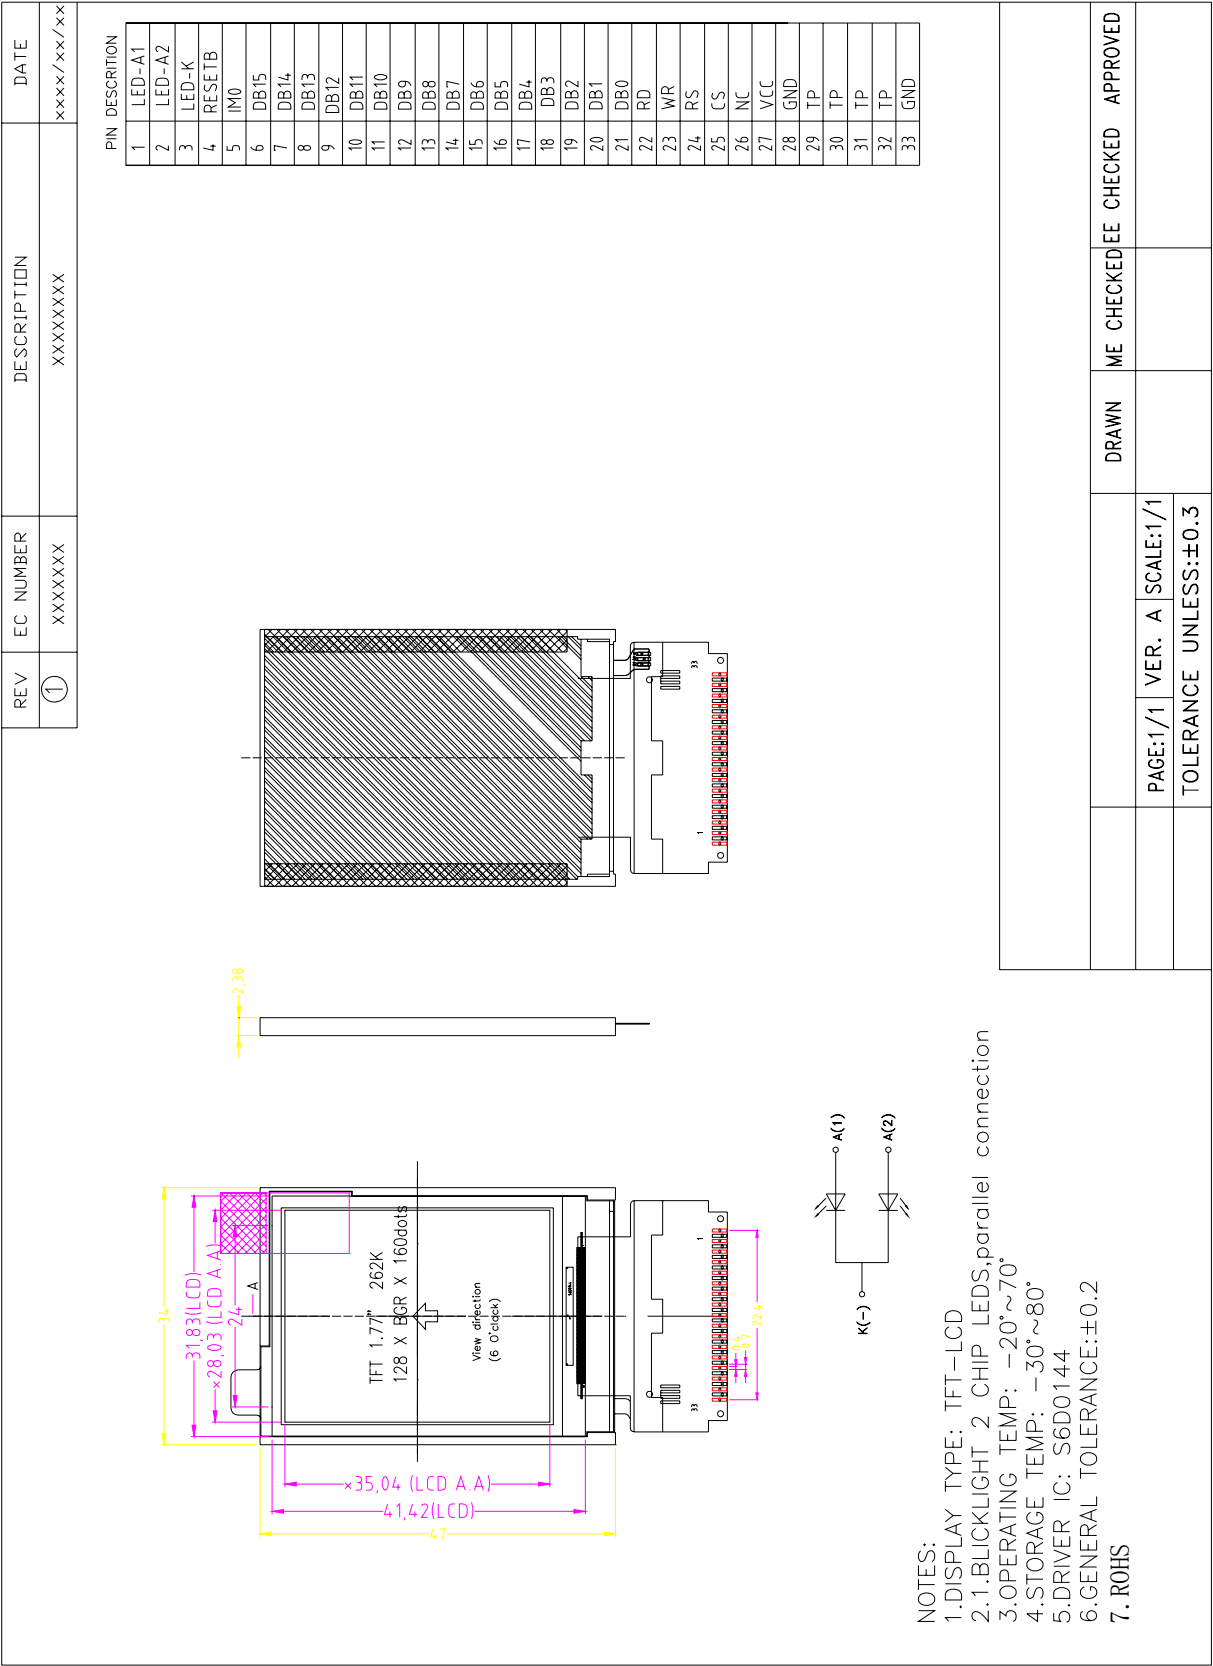 REV EC NUMBER DESCRIPTION DATE
1 XXXXXXX XXXXXXXX xxxx/xx/xx
PIN DESCRITION
1 LED-A1
2 LED-A2
3 LED-K
4 RESETB
5 IM0
6 DB15
7 DB14
8 DB13
9 DB12
10 DB11
11 DB10
12 DB9
13 DB8
14 DB7
15 DB6
16 DB5
17 DB4
18 DB3
19 DB2
20 DB1
21 DB0
22 RD
23 WR
24 RS
25 CS
26 NC
27 VCC
28 GND
29 TP
30 TP
31 TP
32 TP
33 GND
34
31,83(LCD)
×28,03 (LCD A.A)
24
A
×35,04 (LCD A.A)
41,42(LCD)
47
TFT 1.77" 262K
128 X BGR X 160dots
View direction
(6 O'clock)
33
1
0,4
0,7
22,4
2,38
1
33
K(-)
A(1)
A(2)
NOTES:
1.DISPLAY TYPE: TFT-LCD
2.1.BLICKLIGHT 2 CHIP LEDS,parallel connection
3.OPERATING TEMP: -20°~70°
4.STORAGE TEMP: -30°~80°
5.DRIVER IC: S6D0144
6.GENERAL TOLERANCE:±0.2
7. ROHS
DRAWN ME CHECKED EE CHECKED APPROVED
PAGE:1/1 VER. A SCALE:1/1
TOLERANCE UNLESS:±0.3